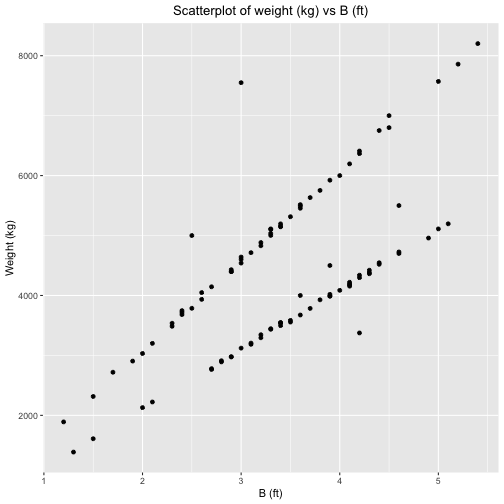 Scatterplot of weight (kg) vs B (ft)
Weight (kg)
8000
6000
4000
2000
1 2 3 4 5
B (ft)